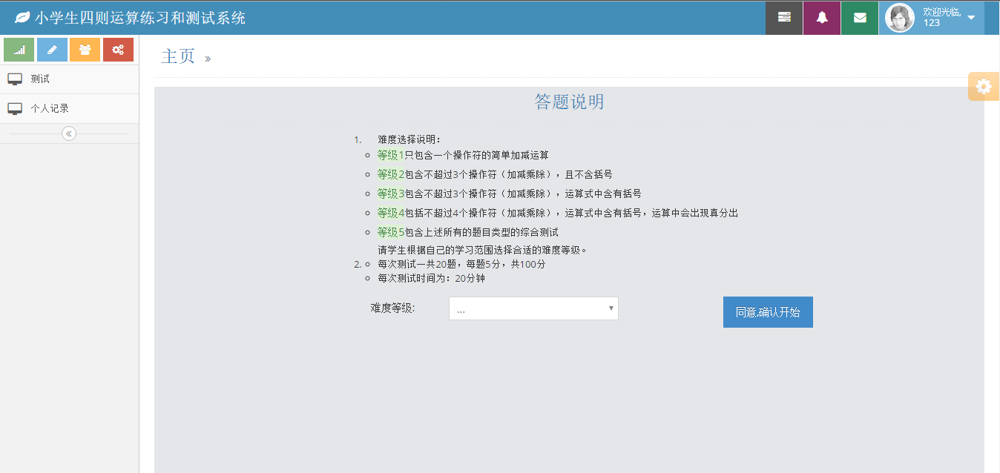 小学生四则运算练习和测试系统
欢迎光临,
123
测试
个人记录
主页 »
答题说明
1. 难度选择说明：
等级1只包含一个操作符的简单加减运算
等级2包含不超过3个操作符（加减乘除），且不含括号
等级3包含不超过3个操作符（加减乘除），运算式中含有括号
等级4包括不超过4个操作符（加减乘除），运算式中含有括号，运算中会出现真分出
等级5包含上述所有的题目类型的综合测试
请学生根据自己的学习范围选择合适的难度等级。
2. 每次测试一共20题，每题5分，共100分
每次测试时间为：20分钟
难度等级:
...
同意,确认开始